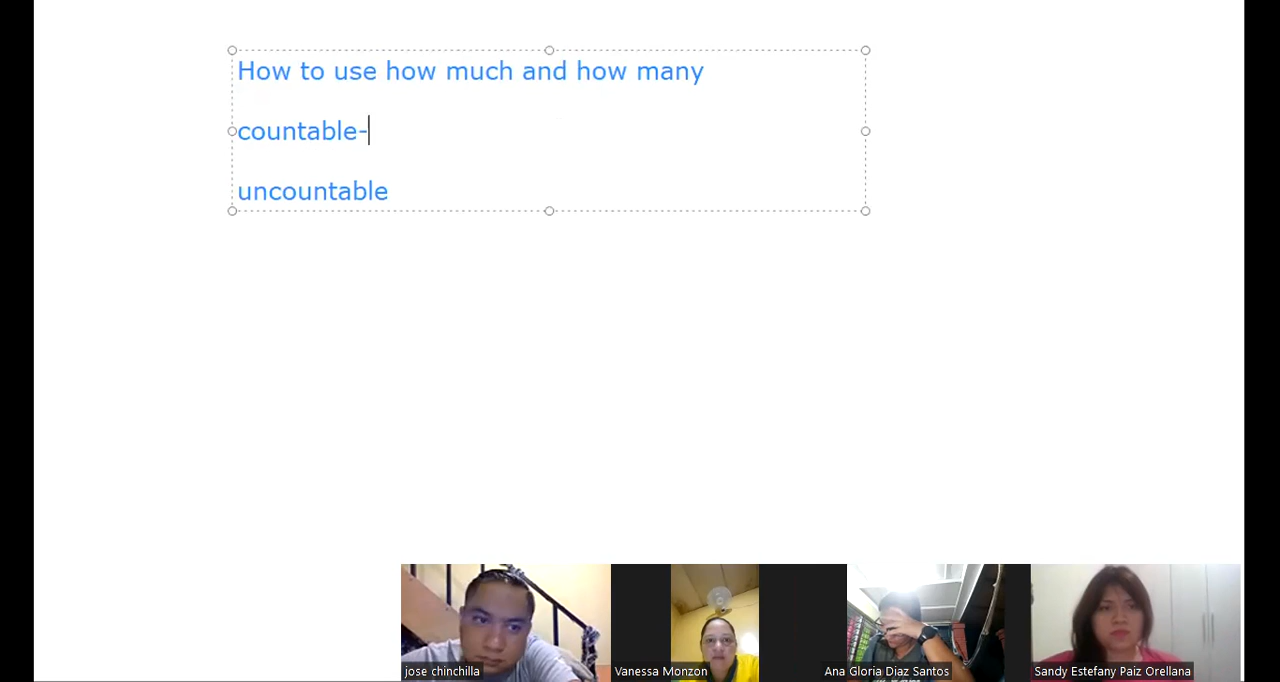 How to use how much and how many
countable-
uncountable
jose chinchilla
Vanessa Monzon
Ana Gloria Diaz Santos
Sandy Estefany Paiz Orellana